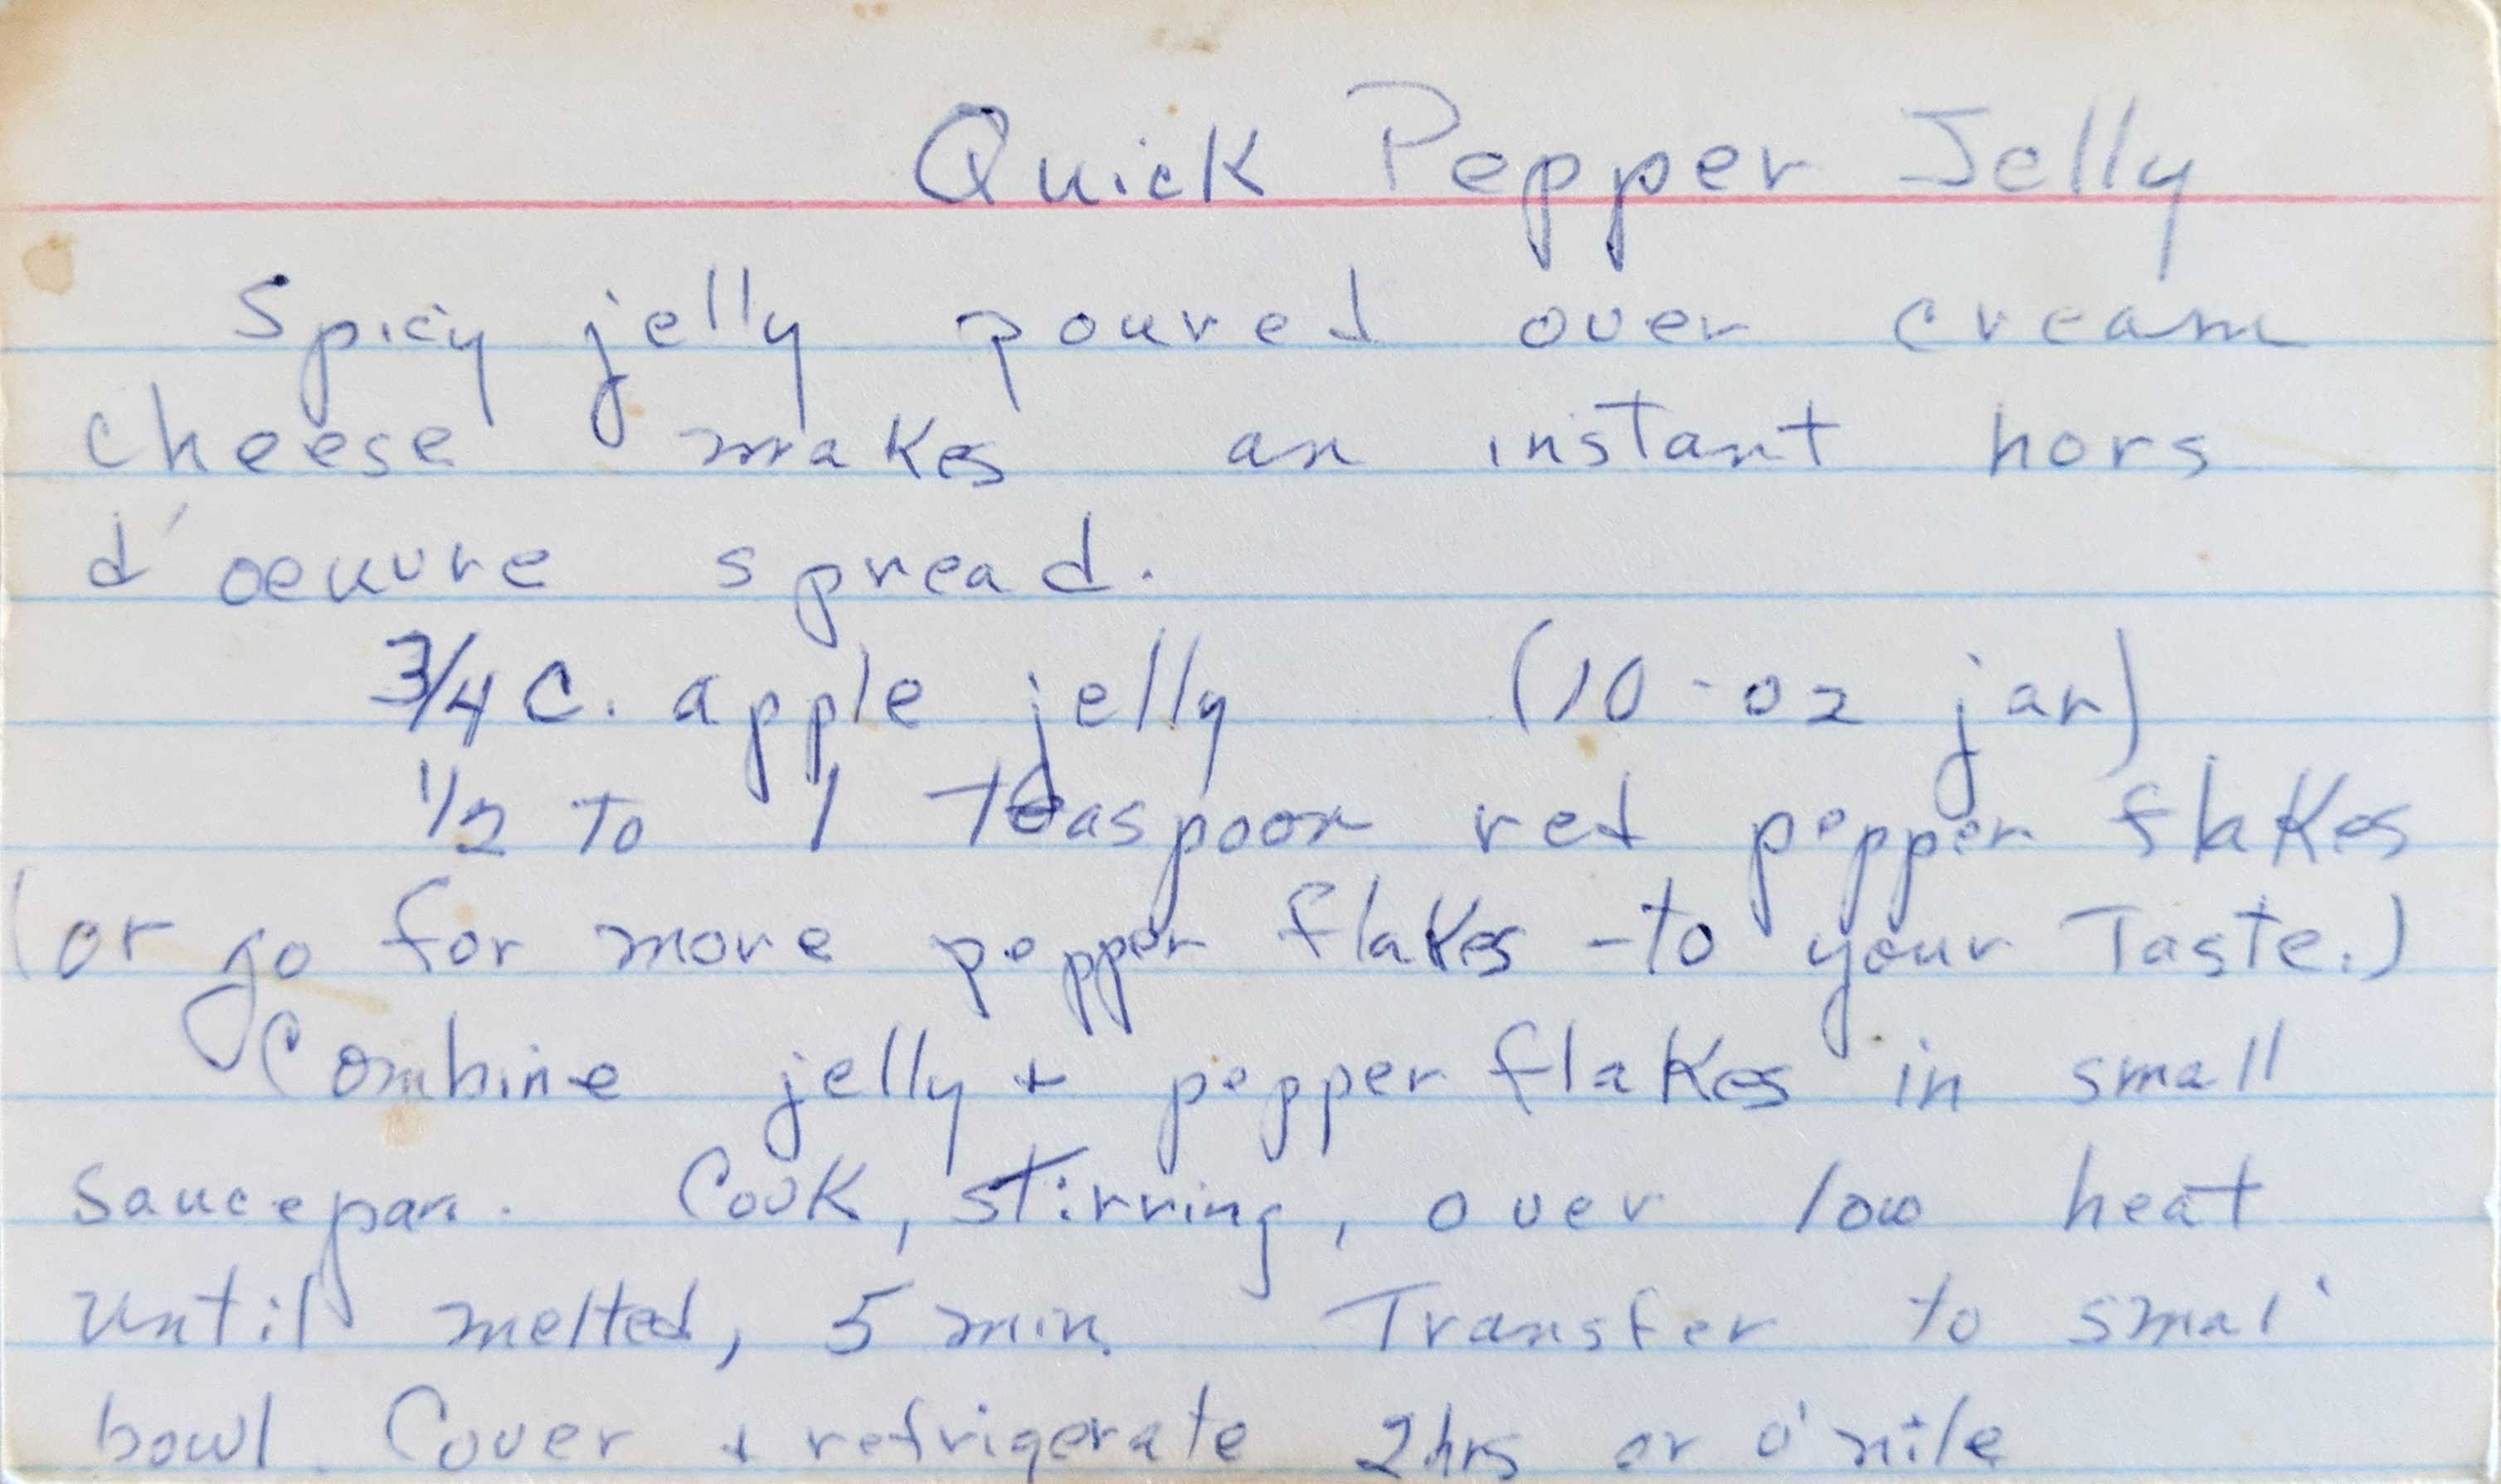 Quick Pepper Jelly
Spicy jelly poured over cream
cheese makes an instant hors
d'oeuvre spread.
3/4 C. apple jelly (10-oz jar)
1/2 to 1 teaspoon red pepper flakes
(or go for more pepper flakes - to your Taste.)
Combine jelly + pepper flakes in small
saucepan. Cook, stirring, over low heat
until melted, 5 min. Transfer to small
bowl. Cover + refrigerate 2hrs or o'nite